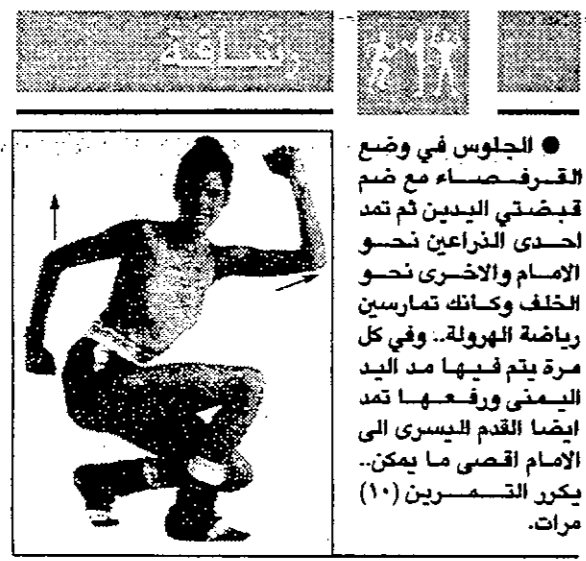 رشاقة
● الجلوس في وضع
القرفصاء مع ضم
قبضتي اليدين ثم تمد
احدى الذراعين نحو
الامام والاخرى نحو
الخلف وكانك تمارسين
رياضة الهرولة.. وفي كل
مرة يتم فيها مد اليد
اليمنى ورفعها تمد
ايضا القدم اليسرى الى
الامام اقصى ما يمكن..
يكرر التمرين (١٠)
مرات.